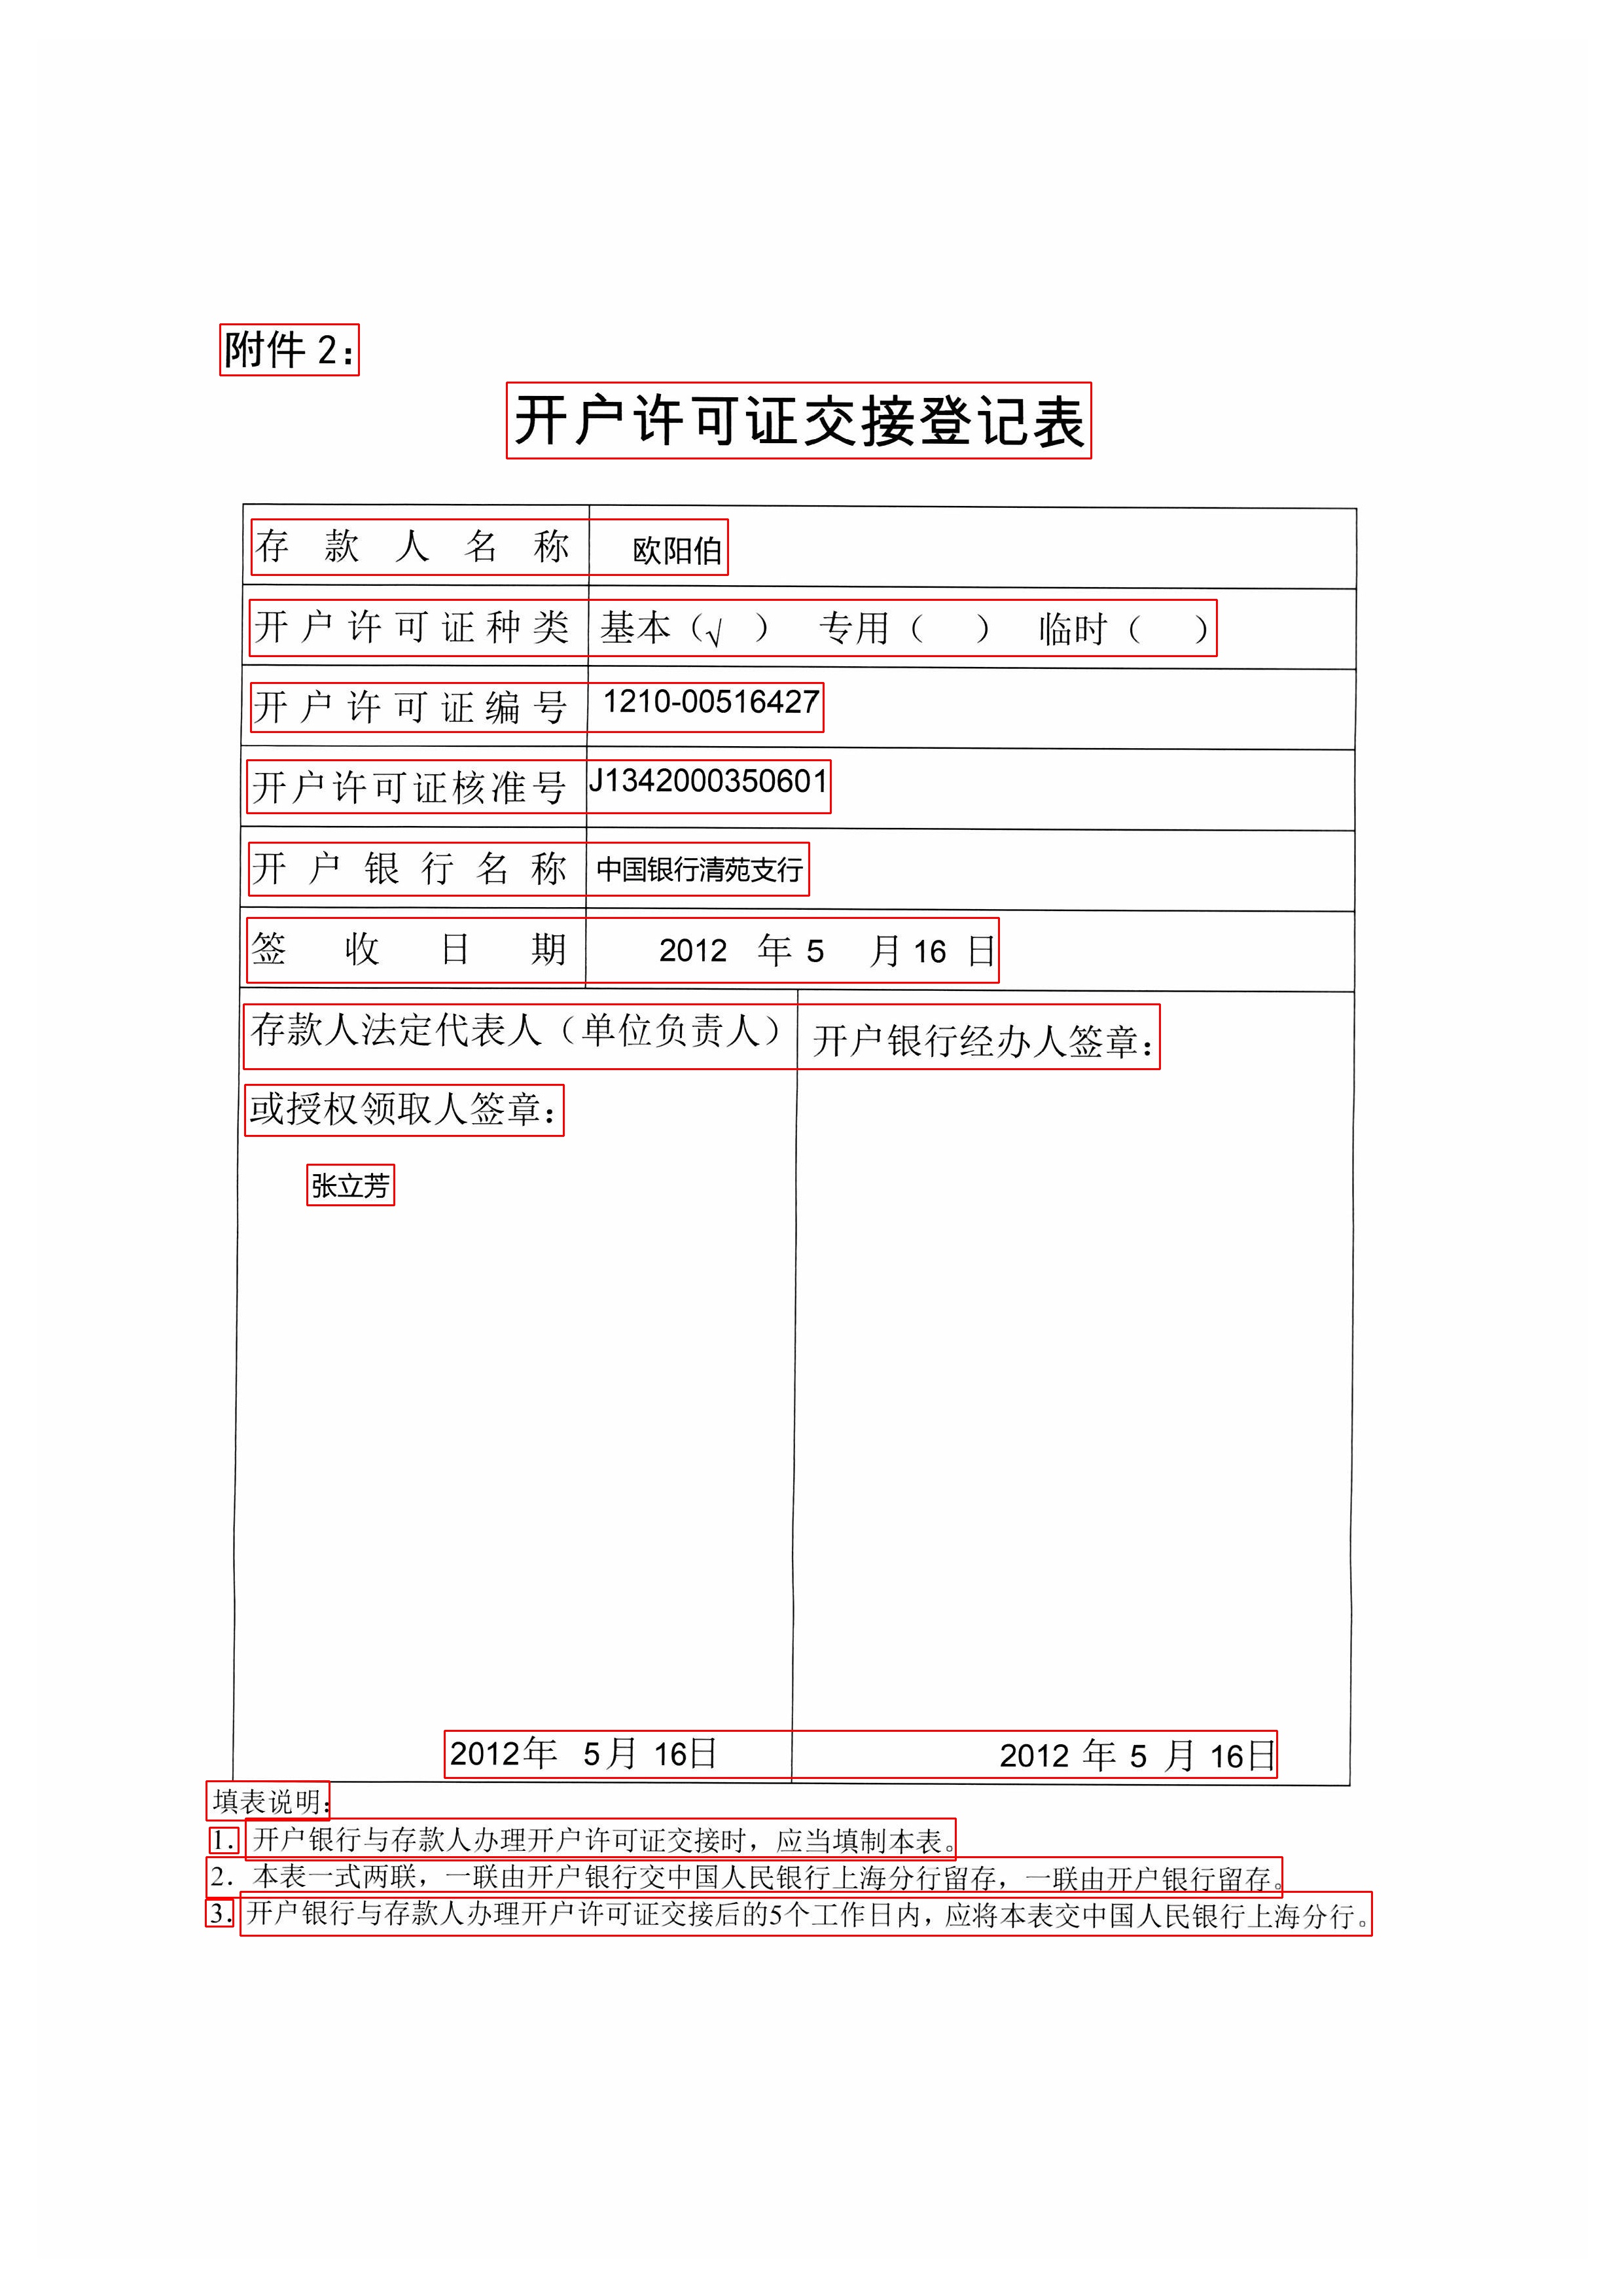 附件 2：
开户许可证交接登记表
存款人名称 欧阳伯
开户许可证种类 基本（√ ） 专用（ ） 临时（ ）
开户许可证编号 1210-00516427
开户许可证核准号 J1342000350601
开户银行名称 中国银行清苑支行
签收日期 2012 年 5 月 16 日
存款人法定代表人（单位负责人） 开户银行经办人签章：
或授权领取人签章：
张立芳
2012年 5月 16日 2012 年 5 月 16日
填表说明：
1. 开户银行与存款人办理开户许可证交接时，应当填制本表。
2. 本表一式两联，一联由开户银行交中国人民银行上海分行留存，一联由开户银行留存。
3. 开户银行与存款人办理开户许可证交接后的5个工作日内，应将本表交中国人民银行上海分行。